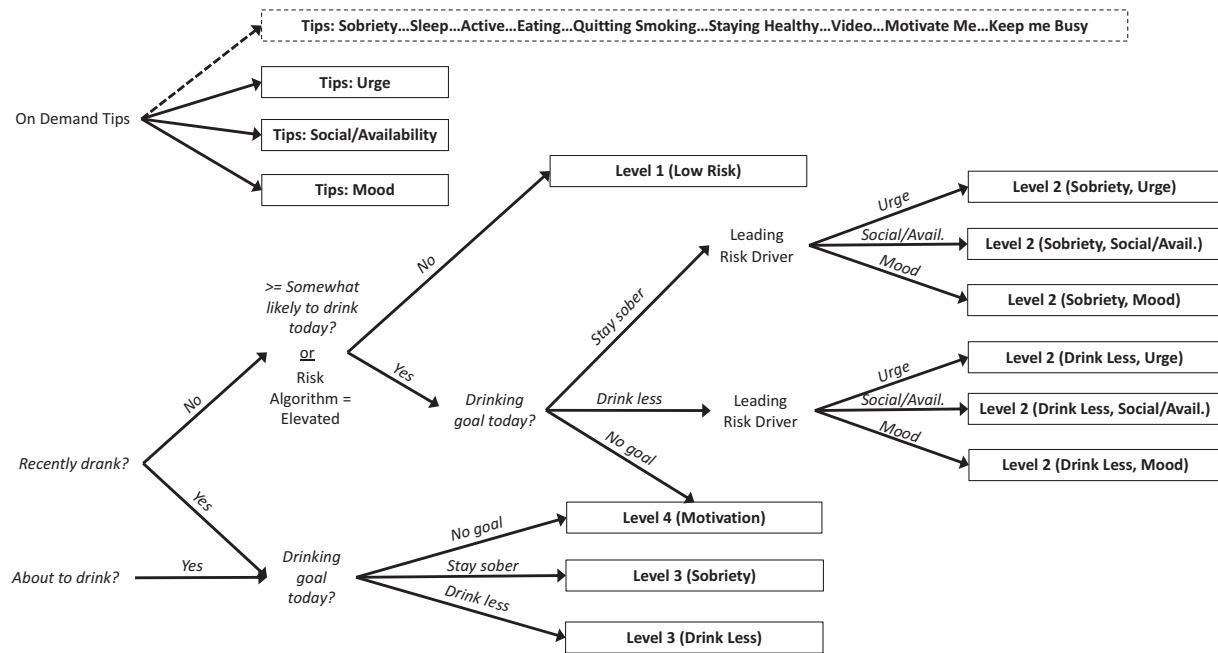 Tips: Sobriety...Sleep...Active...Eating...Quitting Smoking...Staying Healthy...Video...Motivate Me...Keep me Busy
On Demand Tips
Tips: Urge
Tips: Social/Availability
Tips: Mood
Level 1 (Low Risk)
No
>= Somewhat
likely to drink
today?
or
Risk
Algorithm =
Elevated
Yes
Drinking
goal today?
Stay sober
Drink less
No goal
Leading
Risk Driver
Urge
Social/Avail.
Mood
Level 2 (Sobriety, Urge)
Level 2 (Sobriety, Social/Avail.)
Level 2 (Sobriety, Mood)
Leading
Risk Driver
Urge
Social/Avail.
Mood
Level 2 (Drink Less, Urge)
Level 2 (Drink Less, Social/Avail.)
Level 2 (Drink Less, Mood)
Recently drank?
No
Yes
About to drink?
Yes
Drinking
goal
today?
No goal
Stay sober
Drink less
Level 4 (Motivation)
Level 3 (Sobriety)
Level 3 (Drink Less)